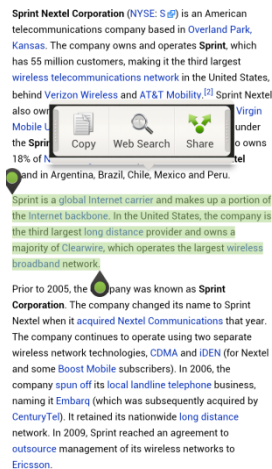 Sprint Nextel Corporation (NYSE: S) is an American
telecommunications company based in Overland Park,
Kansas. The company owns and operates Sprint, which
has 55 million customers, making it the third largest
wireless telecommunications network in the United States,
behind Verizon Wireless and AT&T Mobility.[2] Sprint Nextel
also own Virgin
Mobile U under
the Sprin o owns
18% of N tel
and in Argentina, Brazil, Chile, Mexico and Peru.
Copy Web Search Share
Sprint is a global Internet carrier and makes up a portion of
the Internet backbone. In the United States, the company is
the third largest long distance provider and owns a
majority of Clearwire, which operates the largest wireless
broadband network.
Prior to 2005, the pany was known as Sprint
Corporation. The company changed its name to Sprint
Nextel when it acquired Nextel Communications that year.
The company continues to operate using two separate
wireless network technologies, CDMA and iDEN (for Nextel
and some Boost Mobile subscribers). In 2006, the
company spun off its local landline telephone business,
naming it Embarq (which was subsequently acquired by
CenturyTel). It retained its nationwide long distance
network. In 2009, Sprint reached an agreement to
outsource management of its wireless networks to
Ericsson.